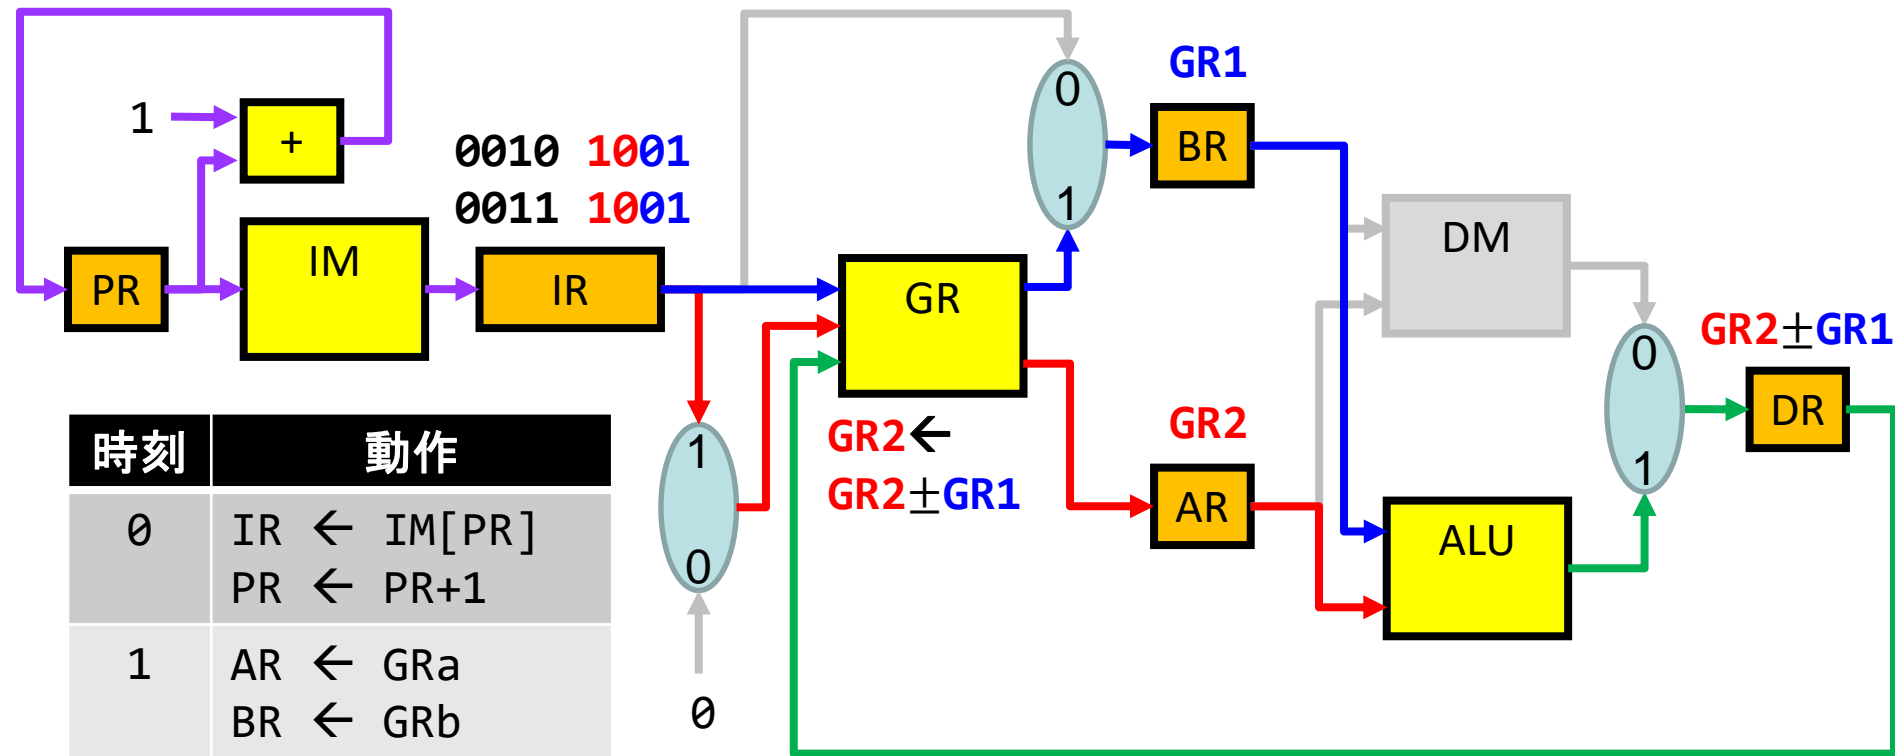 1
+
0010 1001
0011 1001
PR
IM
IR
0
1
GR1
BR
GR
DM
GR2←
GR2±GR1
GR2
AR
ALU
0
1
GR2±GR1
DR
1
0
0
時刻 動作
0 IR ← IM[PR]
PR ← PR+1
1 AR ← GRa
BR ← GRb